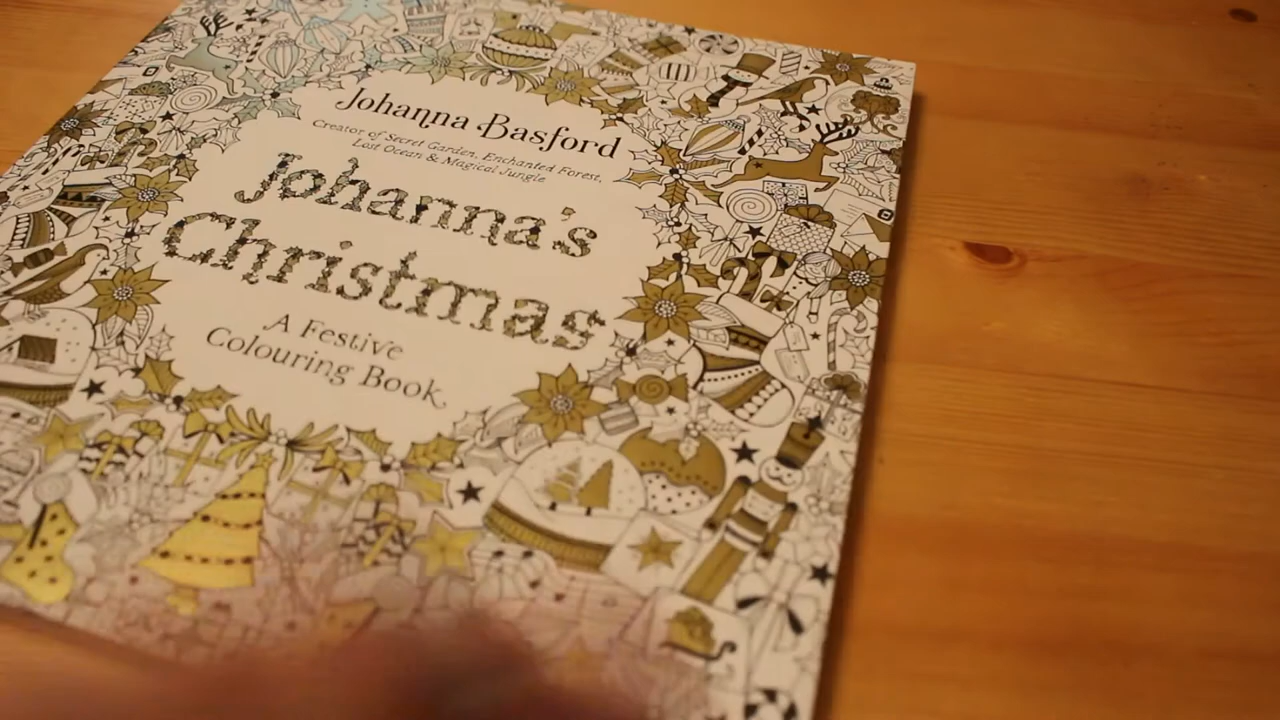 Johanna Basford
Creator of Secret Garden, Enchanted Forest,
Lost Ocean & Magical Jungle
Johanna's
Christmas
A Festive
Colouring Book